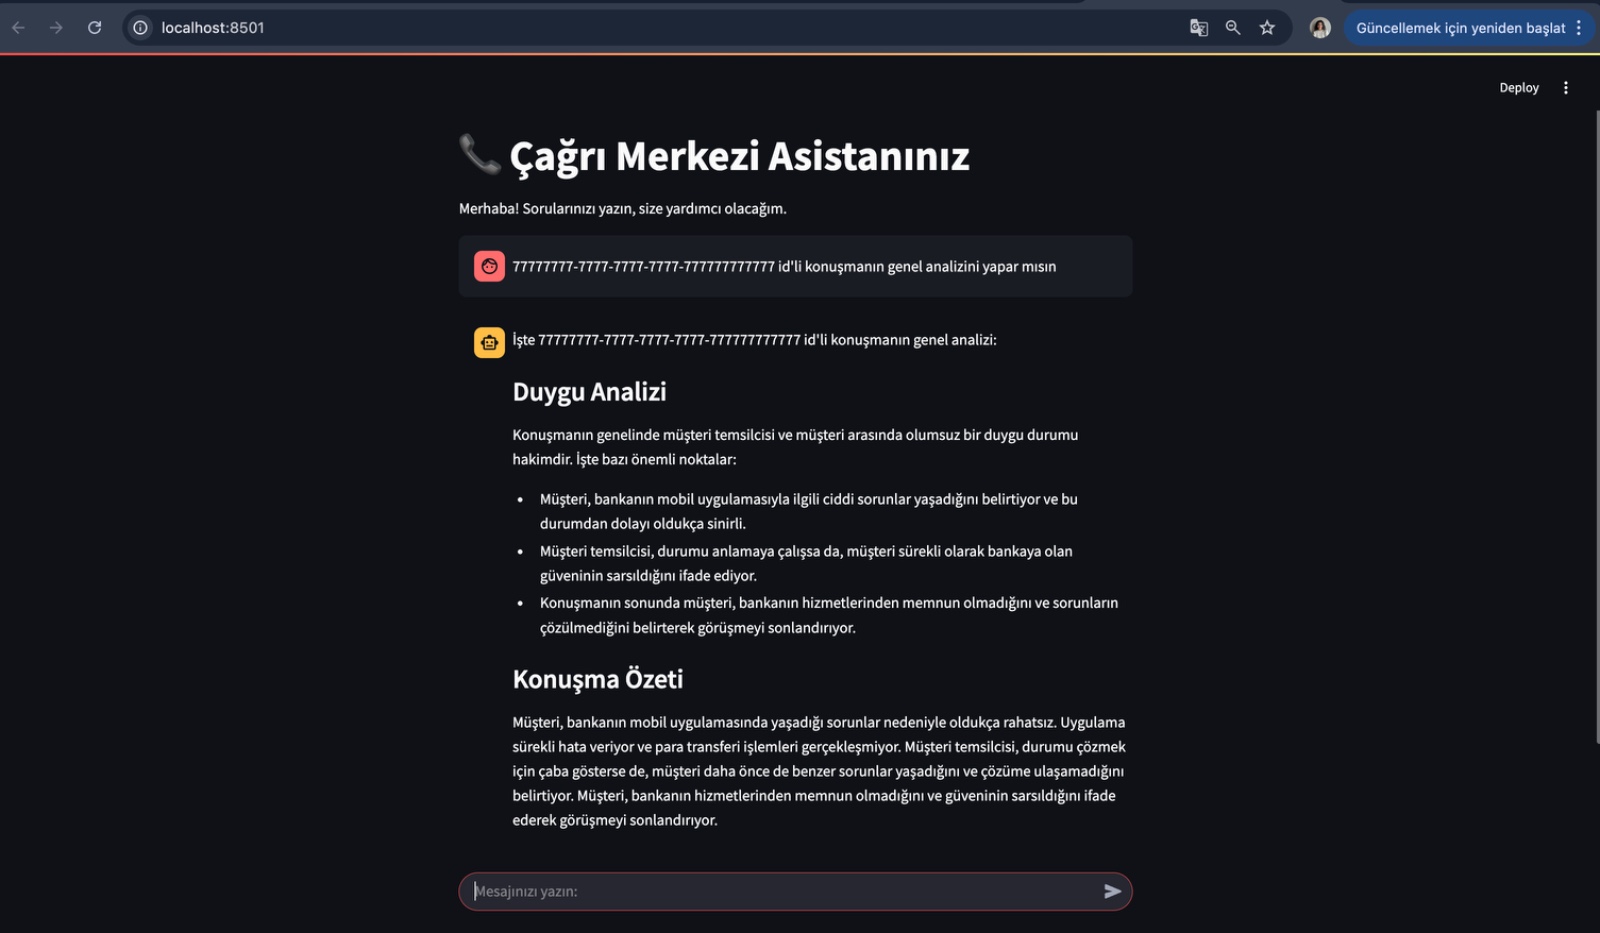 localhost:8501
Güncellemek için yeniden başlat
Deploy
Çağrı Merkezi Asistanınız
Merhaba! Sorularınızı yazın, size yardımcı olacağım.
77777777-7777-7777-7777-777777777777 id'li konuşmanın genel analizini yapar mısın
İşte 77777777-7777-7777-7777-777777777777 id'li konuşmanın genel analizi:
Duygu Analizi
Konuşmanın genelinde müşteri temsilcisi ve müşteri arasında olumsuz bir duygu durumu
hakimdir. İşte bazı önemli noktalar:
• Müşteri, bankanın mobil uygulamasıyla ilgili ciddi sorunlar yaşadığını belirtiyor ve bu
durumdan dolayı oldukça sinirli.
• Müşteri temsilcisi, durumu anlamaya çalışsa da, müşteri sürekli olarak bankaya olan
güveninin sarsıldığını ifade ediyor.
• Konuşmanın sonunda müşteri, bankanın hizmetlerinden memnun olmadığını ve sorunların
çözülmediğini belirterek görüşmeyi sonlandırıyor.
Konuşma Özeti
Müşteri, bankanın mobil uygulamasında yaşadığı sorunlar nedeniyle oldukça rahatsız. Uygulama
sürekli hata veriyor ve para transferi işlemleri gerçekleşmiyor. Müşteri temsilcisi, durumu çözmek
için çaba gösterse de, müşteri daha önce de benzer sorunlar yaşadığını ve çözüme ulaşamadığını
belirtiyor. Müşteri, bankanın hizmetlerinden memnun olmadığını ve güveninin sarsıldığını ifade
ederek görüşmeyi sonlandırıyor.
Mesajınızı yazın: